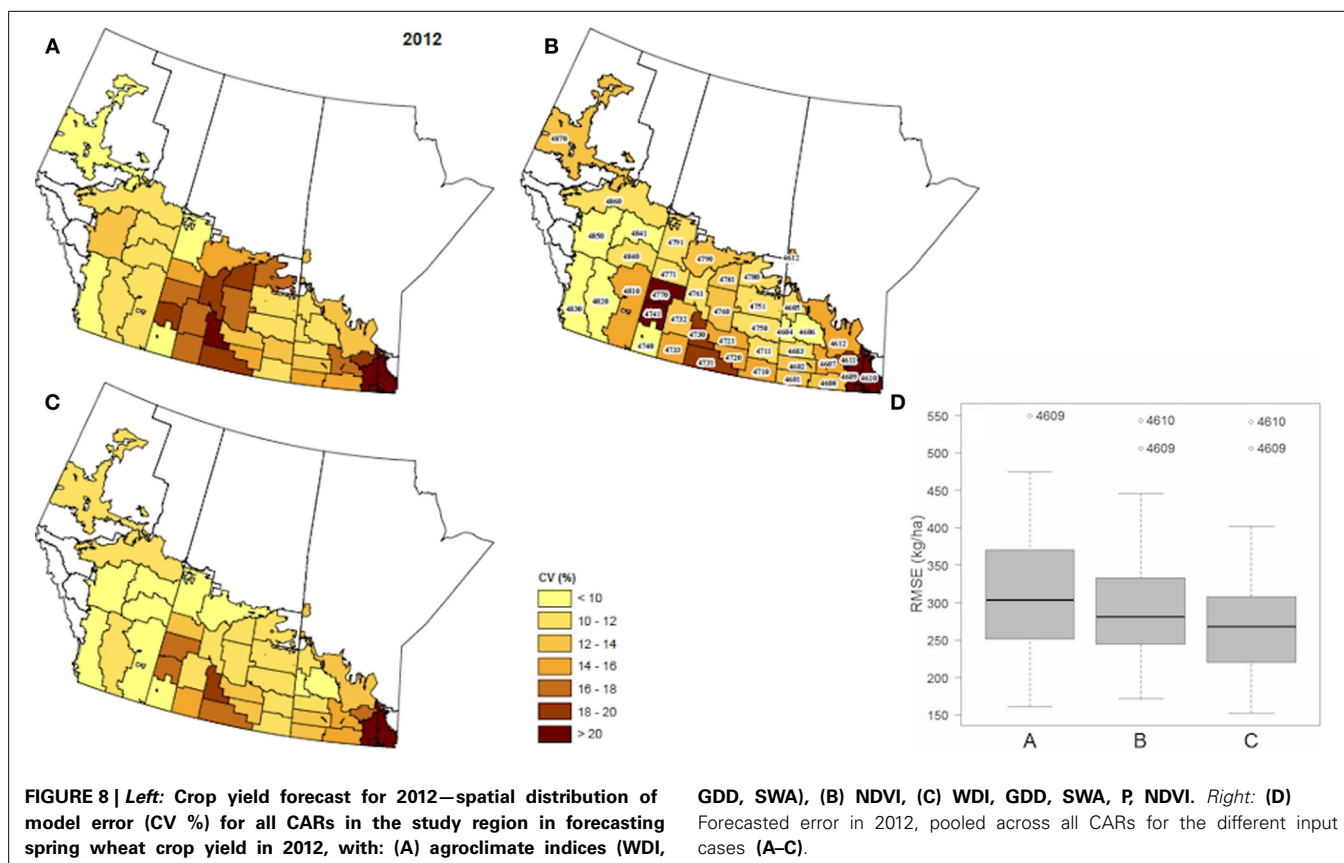 A
2012
B
4870
4860
4850
4841
4791
4840
4790
4612
4771
4781
4780
4810
4770
4761
4605
4830
4820
4751
4741
4732
4760
4750
4604
4606
4730
4740
4733
4721
4711
4603
4612
4731
4720
4602
4607
4611
4710
4601
4608
4609
4610
C
CV (%)
< 10
10 - 12
12 - 14
14 - 16
16 - 18
18 - 20
> 20
D
RMSE (kg/ha)
550
500
450
400
350
300
250
200
150
4609
4610
4609
4610
4609
A
B
C
FIGURE 8 | Left: Crop yield forecast for 2012—spatial distribution of
model error (CV %) for all CARs in the study region in forecasting
spring wheat crop yield in 2012, with: (A) agroclimate indices (WDI,
GDD, SWA), (B) NDVI, (C) WDI, GDD, SWA, P, NDVI. Right: (D)
Forecasted error in 2012, pooled across all CARs for the different input
cases (A–C).